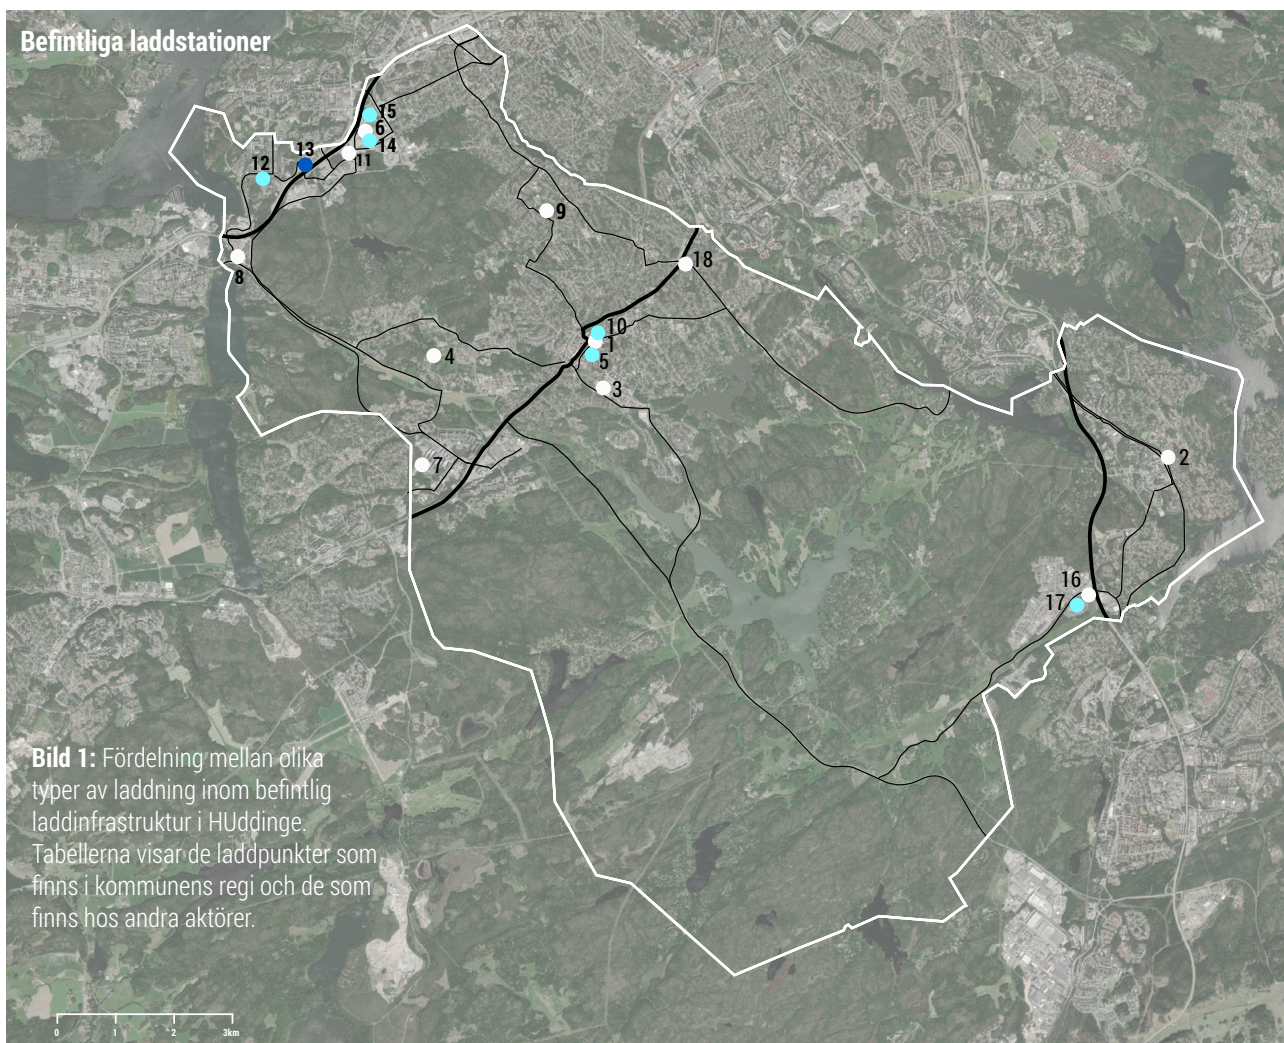 Befintliga laddstationer
15
6
14
13
11
12
9
18
8
10
1
5
4
3
7
2
16
17
Bild 1: Fördelning mellan olika
typer av laddning inom befintlig
laddinfrastruktur i HUddinge.
Tabellerna visar de laddpunkter som
finns i kommunens regi och de som
finns hos andra aktörer.
0 1 2 3km